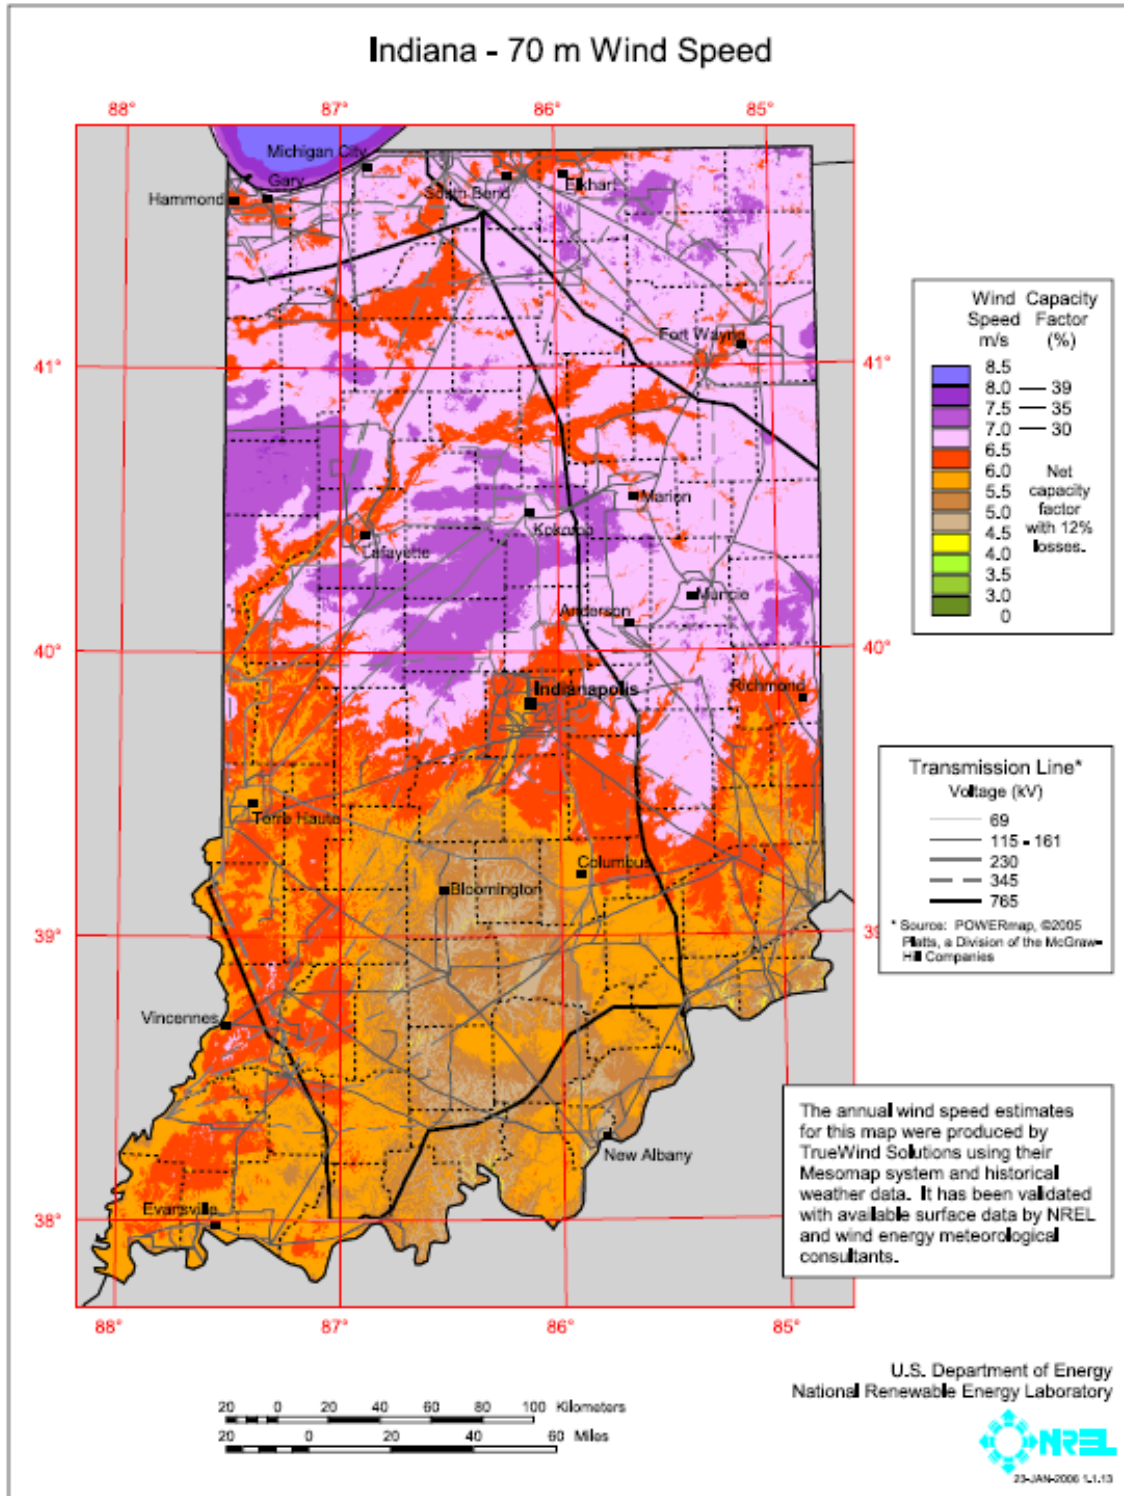 Indiana - 70 m Wind Speed
88° 87° 86° 85°
Michigan City
Gary
Hammond
South Bend
Elkhart
Fort Wayne
41° 41°
Marion
Kokomo
Lafayette
Muncie
Anderson
40° 40°
Indianapolis
Richmond
Terre Haute
Columbus
Bloomington
39° 39
Vincennes
New Albany
Evansville
38°
88° 87° 86° 85°
Wind Capacity
Speed Factor
m/s (%)
8.5
8.0 39
7.5 35
7.0 30
6.5
6.0 Net
5.5 capacity
5.0 factor
4.5 with 12%
4.0 losses.
3.5
3.0
0
Transmission Line*
Voltage (kV)
69
115 - 161
230
345
765
* Source: POWERmap, ©2005
Platts, a Division of the McGraw-
Hill Companies
The annual wind speed estimates
for this map were produced by
TrueWind Solutions using their
Mesomap system and historical
weather data. It has been validated
with available surface data by NREL
and wind energy meteorological
consultants.
U.S. Department of Energy
National Renewable Energy Laboratory
20 0 20 40 60 80 100 Kilometers
20 0 20 40 60 Miles
NREL
23-JAN-2006 1.1.13